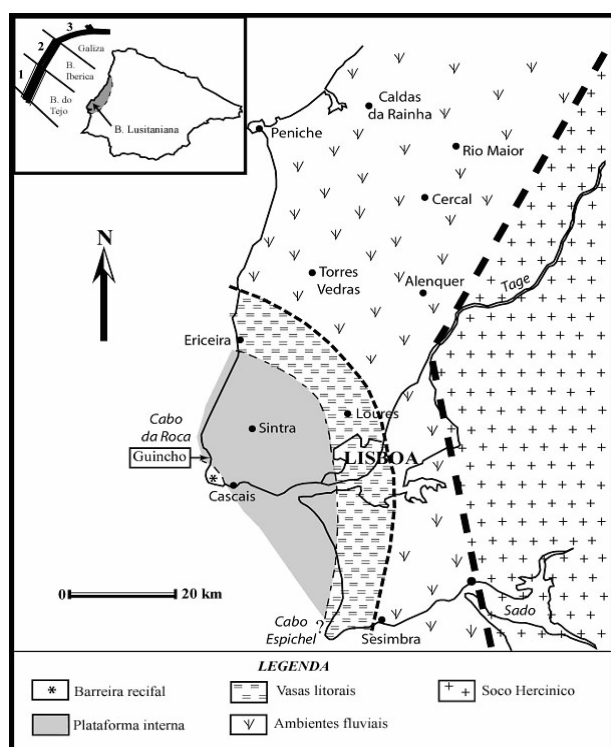 3
2
Galiza
1
B.
Iberica
B. do
Tejo
B. Lusitaniana
Caldas
da Rainha
Peniche
Rio Maior
Cercal
N
Torres
Vedras
Alenquer
Tage
Ericeira
Cabo
da Roca
Sintra
Loures
Guincho
LISBOA
*
Cascais
0
20 km
Cabo
Espichel
?
Sesimbra
Sado
LEGENDA
* Barreira recifal
Vasas litorais
Soco Hercinico
Plataforma interna
Ambientes fluviais